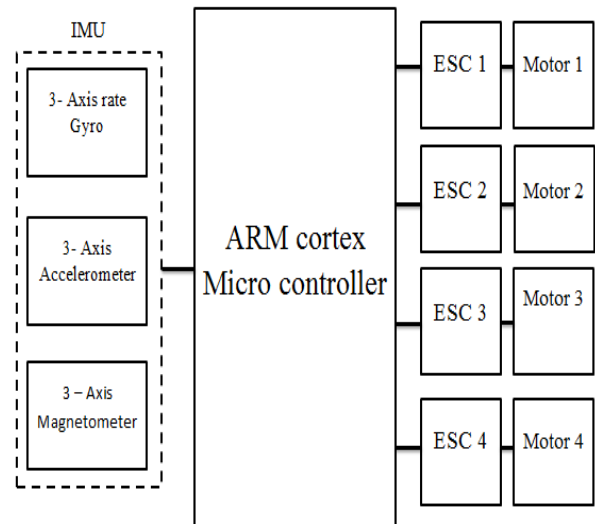 IMU
3- Axis rate
Gyro
3- Axis
Accelerometer
3 – Axis
Magnetometer
ARM cortex
Micro controller
ESC 1
Motor 1
ESC 2
Motor 2
ESC 3
Motor 3
ESC 4
Motor 4